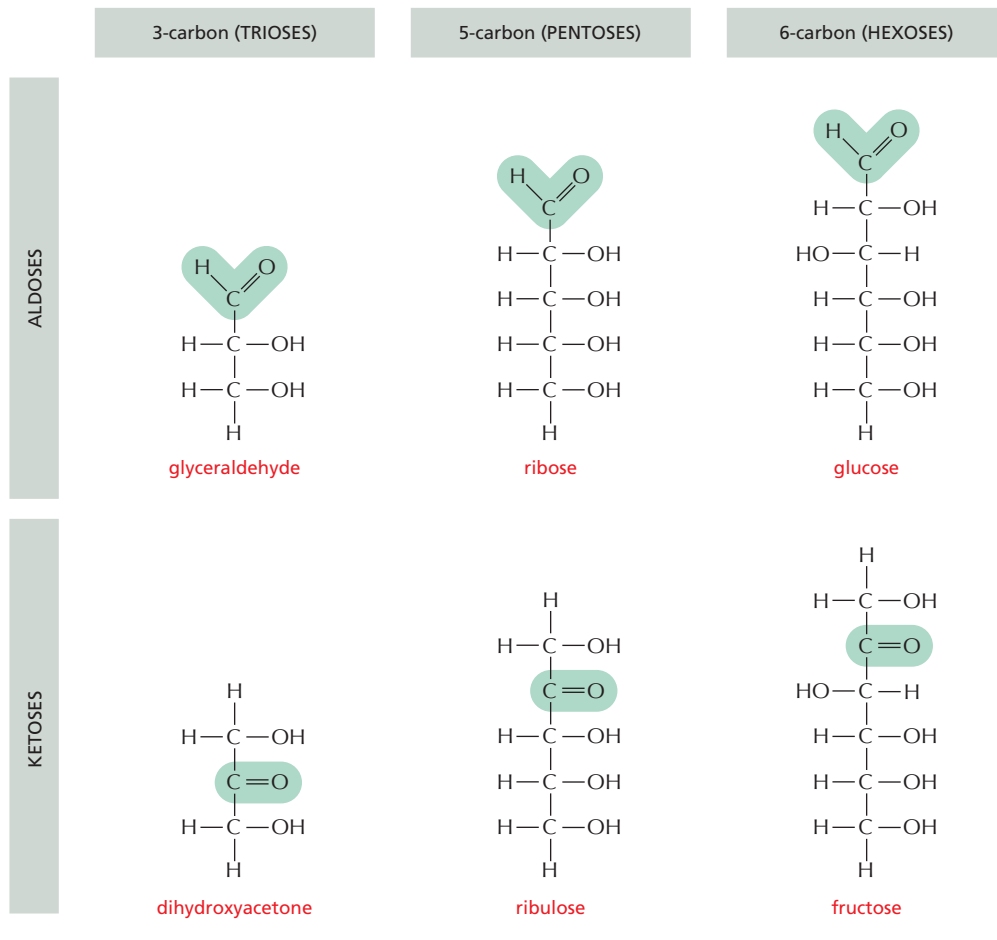 3-carbon (TRIOSES) 5-carbon (PENTOSES) 6-carbon (HEXOSES)
ALDOSES
H O
C
H—C—OH
H—C—OH
H
glyceraldehyde
H O
C
H—C—OH
H—C—OH
H—C—OH
H—C—OH
H
ribose
H O
C
H—C—OH
HO—C—H
H—C—OH
H—C—OH
H—C—OH
H
glucose
KETOSES
H
H—C—OH
C=O
H—C—OH
H
dihydroxyacetone
H
H—C—OH
C=O
H—C—OH
H—C—OH
H—C—OH
H
ribulose
H
H—C—OH
C=O
HO—C—H
H—C—OH
H—C—OH
H—C—OH
H
fructose